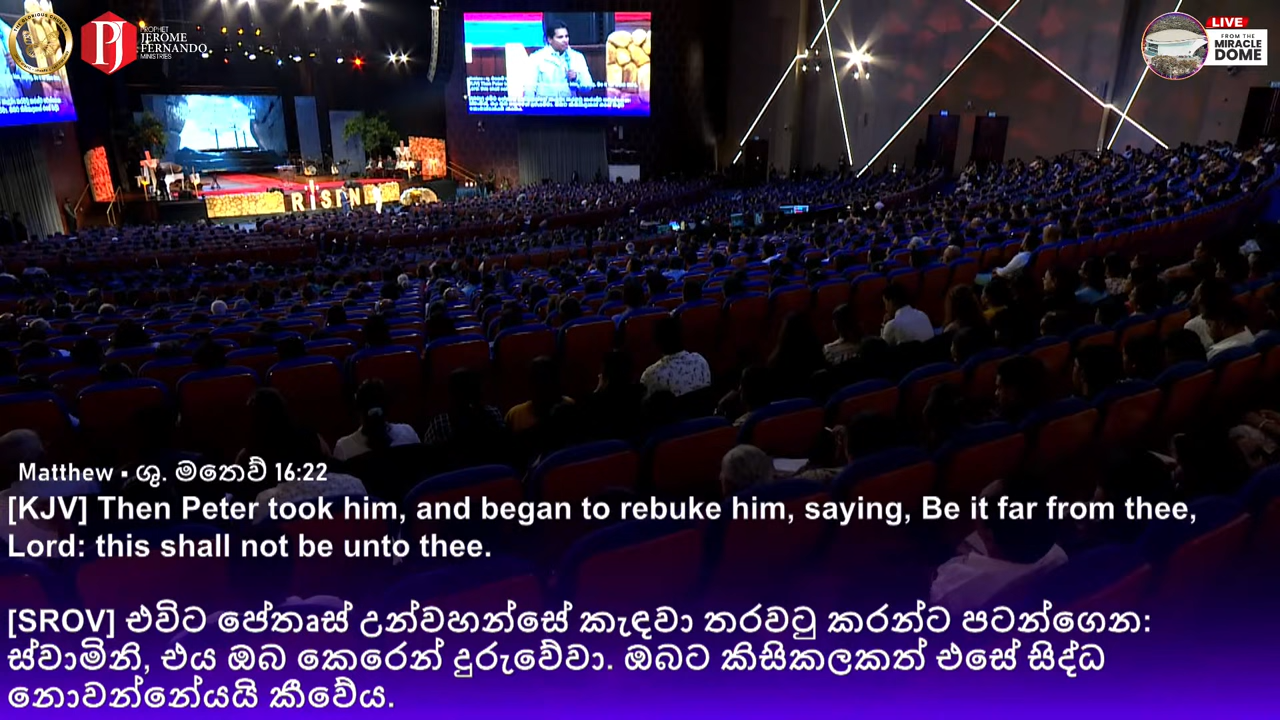 PROPHET
JEROME
FERNANDO
MINISTRIES
LIVE
FROM THE
MIRACLE
DOME
RISEN
Matthew ▪ ශු. මතෙව් 16:22
[KJV] Then Peter took him, and began to rebuke him, saying, Be it far from thee,
Lord: this shall not be unto thee.
[SROV] එවිට පේතෘස් උන්වහන්සේ කැඳවා තරවටු කරන්ට පටන්ගෙන:
ස්වාමිනි, එය ඔබ කෙරෙන් දුරුවේවා. ඔබට කිසිකලකත් එසේ සිද්ධ
නොවන්නේයයි කීවේය.